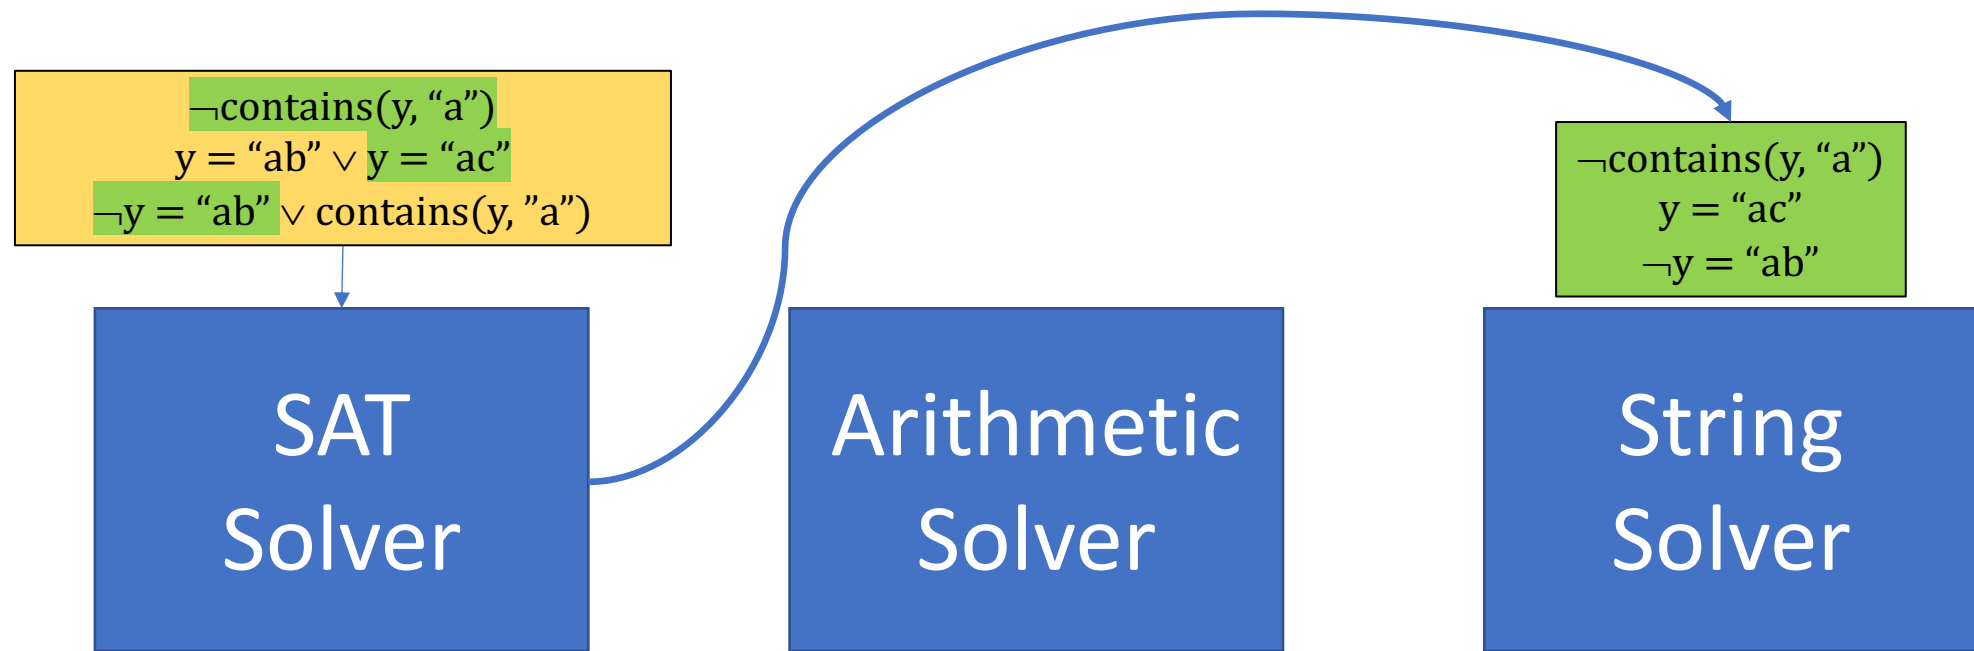 ¬contains(y, “a”)
y = “ab” ∨ y = “ac”
¬y = “ab” ∨ contains(y, ”a”)
¬contains(y, “a”)
y = “ac”
¬y = “ab”
SAT
Solver
Arithmetic
Solver
String
Solver